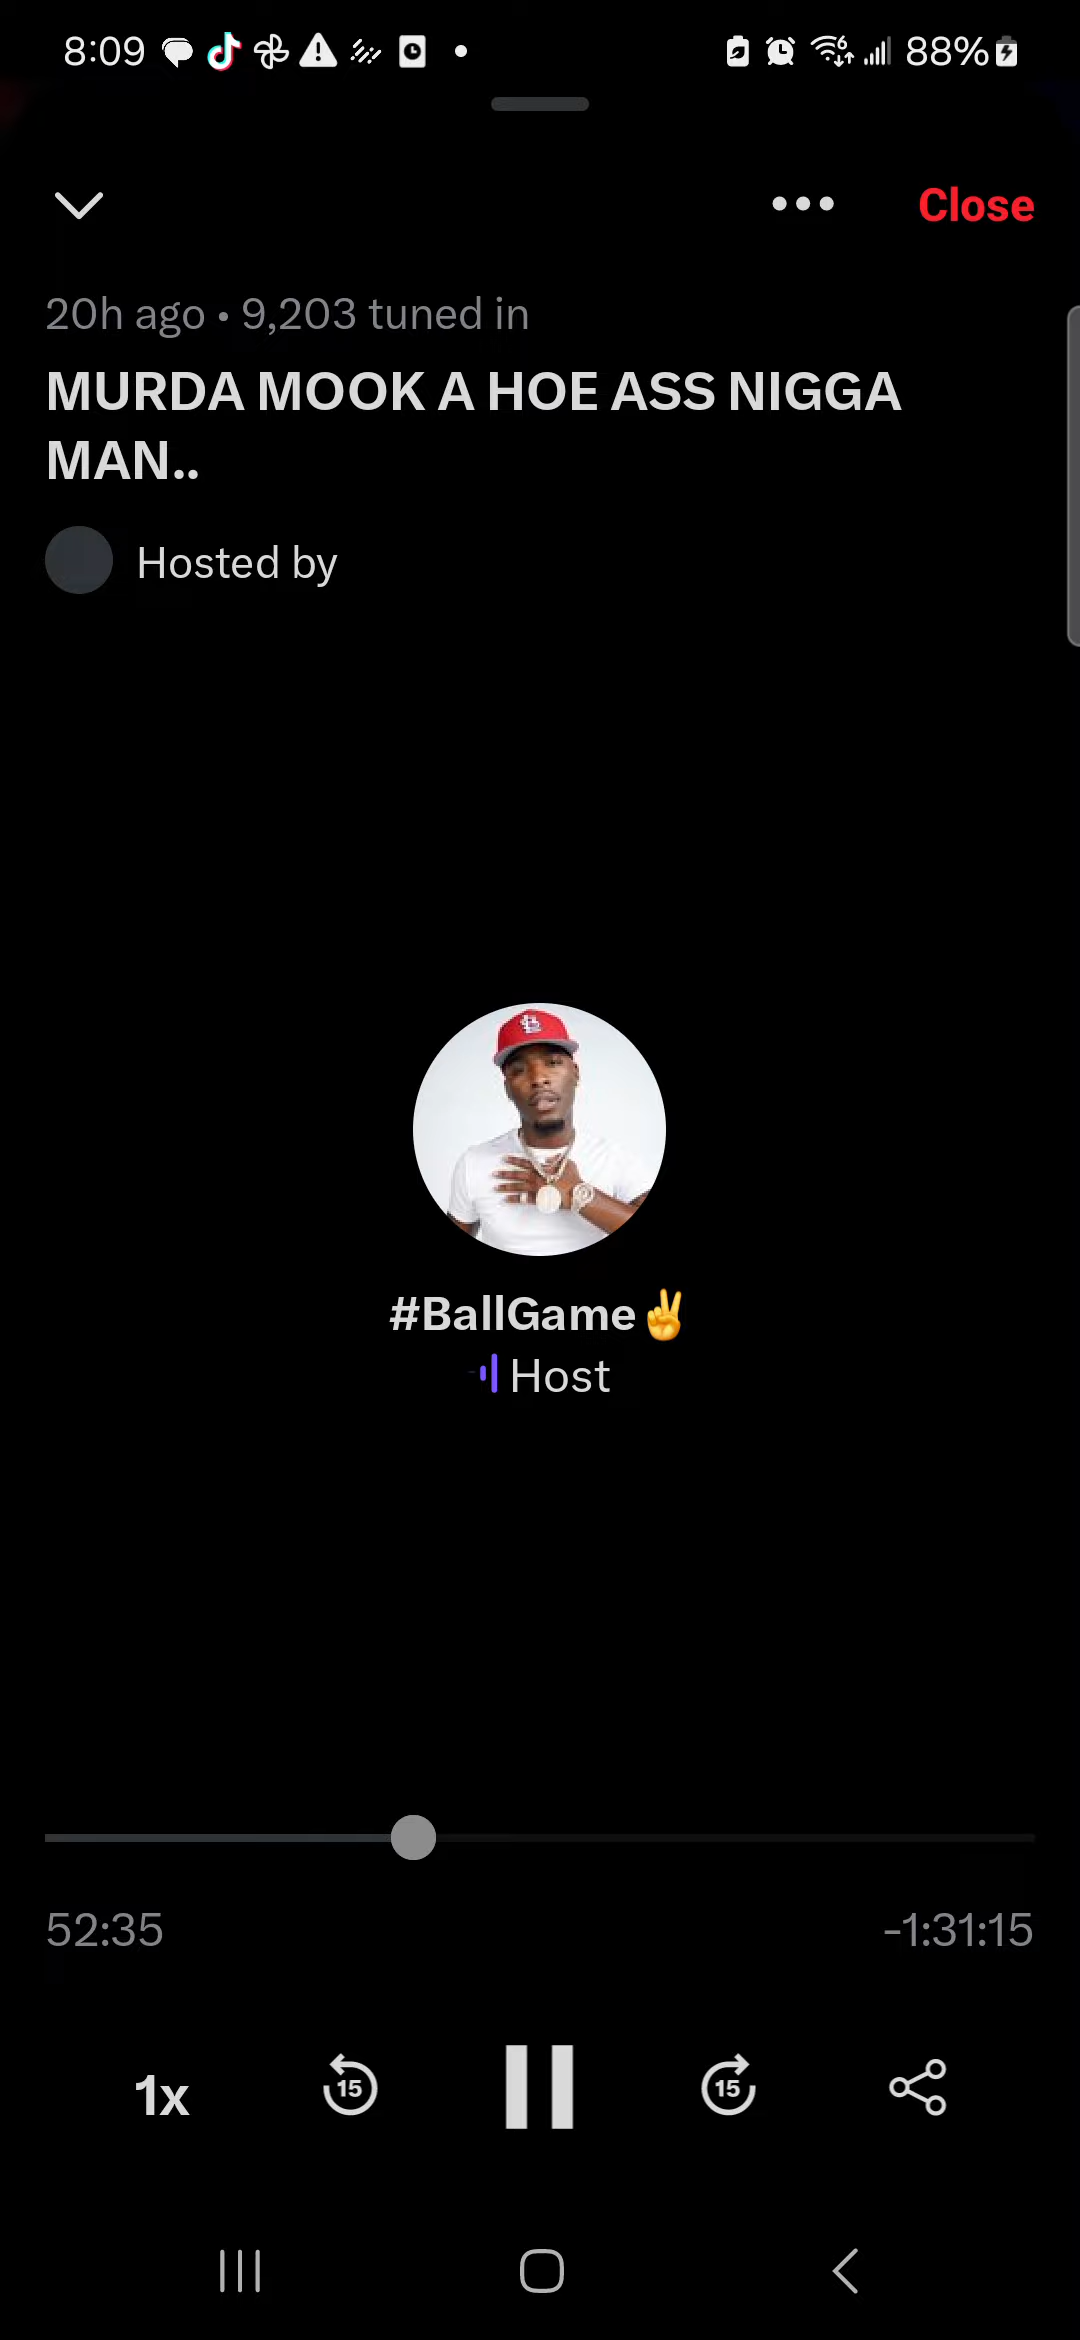 8:09
88%
Close
20h ago • 9,203 tuned in
MURDA MOOK A HOE ASS NIGGA
MAN..
Hosted by
#BallGame✌️
Host
52:35
-1:31:15
1x
15
15